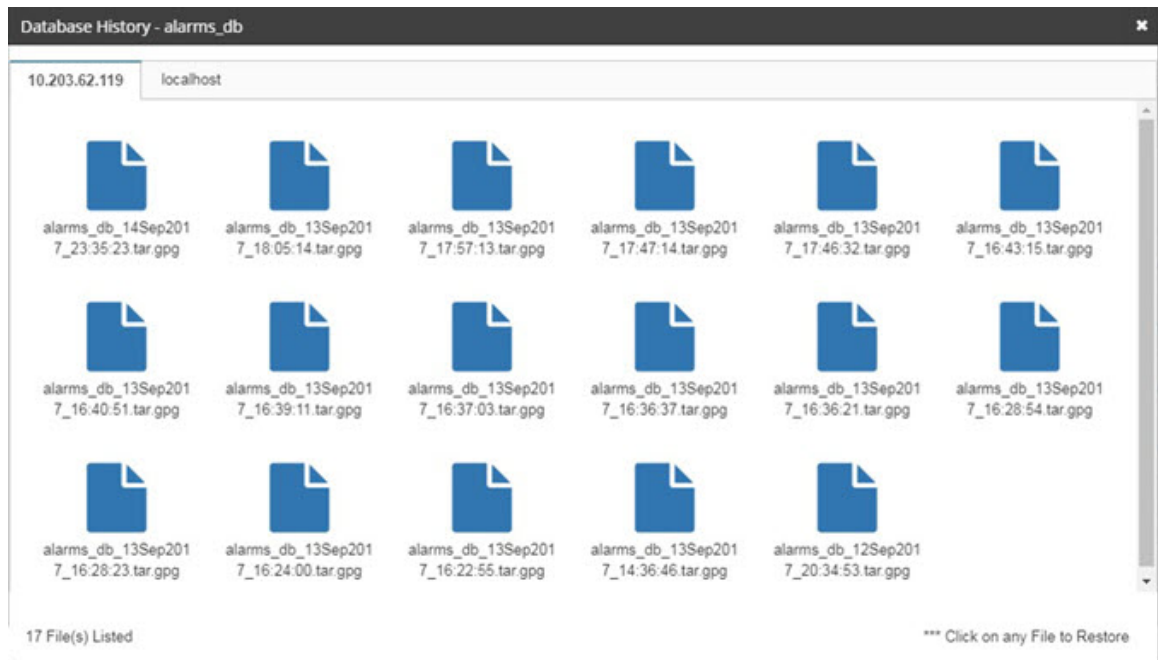 Database History - alarms_db
10.203.62.119 localhost
alarms_db_14Sep201 alarms_db_13Sep201 alarms_db_13Sep201 alarms_db_13Sep201 alarms_db_13Sep201 alarms_db_13Sep201
7_23:35:23.tar.gpg 7_18:05:14.tar.gpg 7_17:57:13.tar.gpg 7_17:47:14.tar.gpg 7_17:46:32.tar.gpg 7_16:43:15.tar.gpg
alarms_db_13Sep201 alarms_db_13Sep201 alarms_db_13Sep201 alarms_db_13Sep201 alarms_db_13Sep201 alarms_db_13Sep201
7_16:40:51.tar.gpg 7_16:39:11.tar.gpg 7_16:37:03.tar.gpg 7_16:36:37.tar.gpg 7_16:36:21.tar.gpg 7_16:28:54.tar.gpg
alarms_db_13Sep201 alarms_db_13Sep201 alarms_db_13Sep201 alarms_db_13Sep201 alarms_db_12Sep201
7_16:28:23.tar.gpg 7_16:24:00.tar.gpg 7_16:22:55.tar.gpg 7_14:36:46.tar.gpg 7_20:34:53.tar.gpg
17 File(s) Listed *** Click on any File to Restore